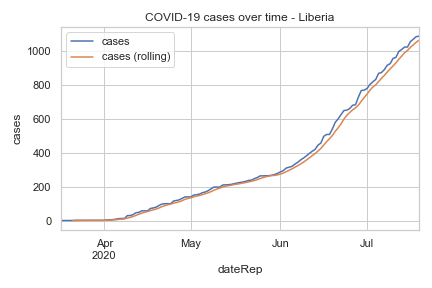 COVID-19 cases over time - Liberia
cases
cases (rolling)
1000
800
600
400
200
0
cases
Apr
2020
May
Jun
Jul
dateRep